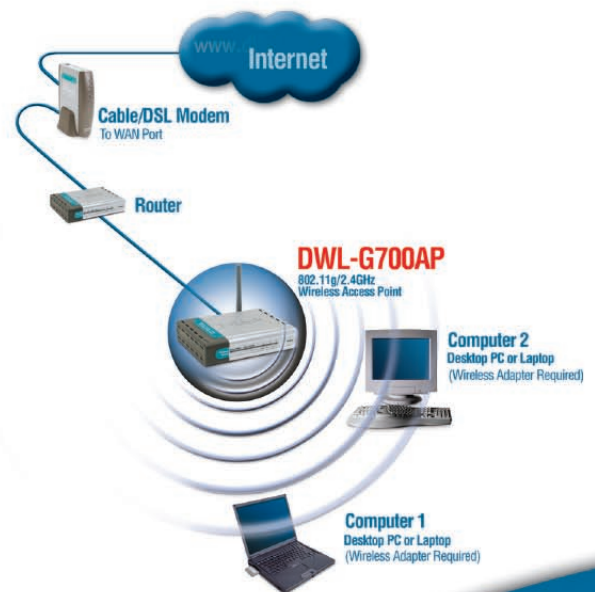 www.
Internet
Cable/DSL Modem
To WAN Port
Router
DWL-G700AP
802.11g/2.4GHz
Wireless Access Point
Computer 2
Desktop PC or Laptop
(Wireless Adapter Required)
Computer 1
Desktop PC or Laptop
(Wireless Adapter Required)